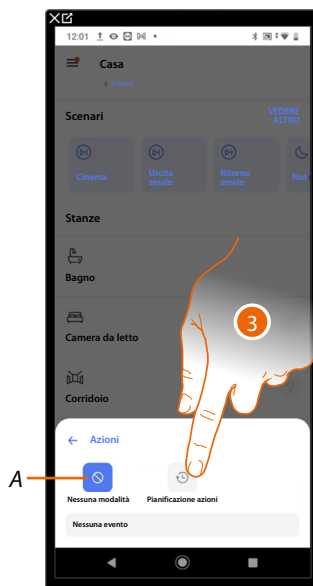 12:01
Casa
Scenari
VEDERE
ALTRO
Cinema
Uscita
serale
Ritorno
serale
Not
Stanze
Bagno
Camera da letto
3
Corridoio
Azioni
A
Nessuna modalità
Pianificazione azioni
Nessuna evento